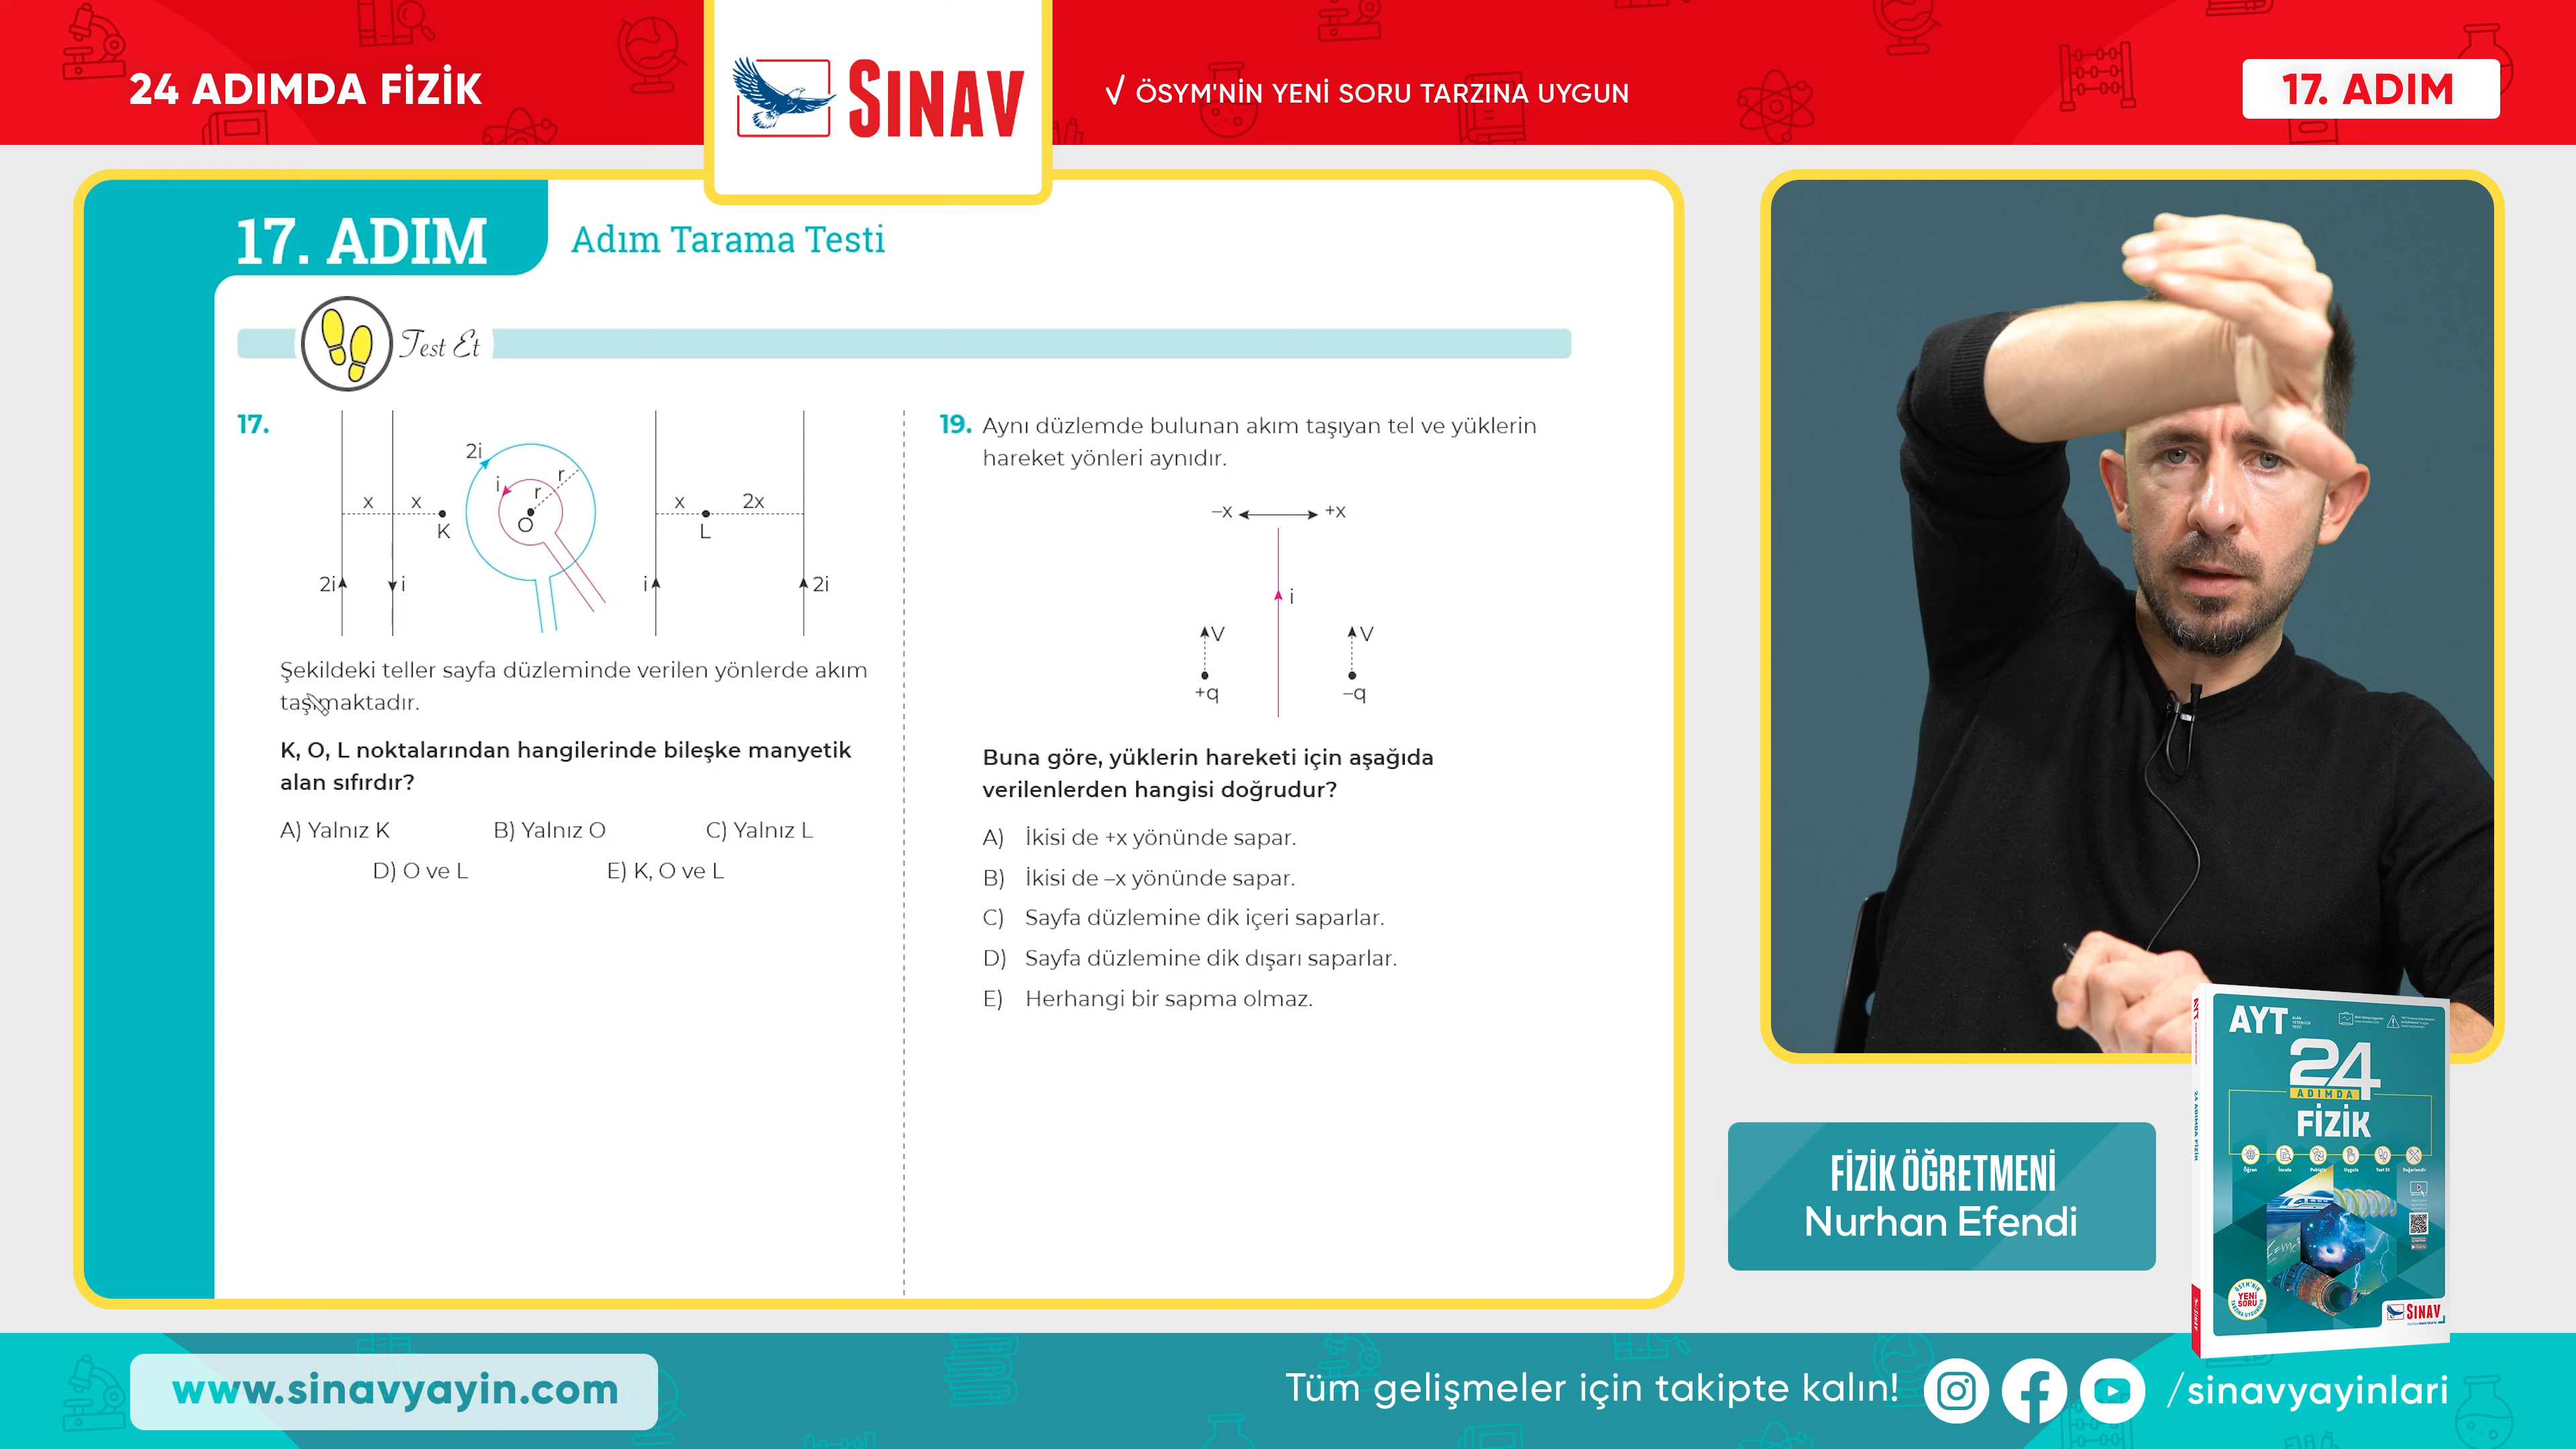 24 ADIMDA FİZİK
SINAV
√ ÖSYM'NİN YENİ SORU TARZINA UYGUN
17. ADIM
17. ADIM
Adım Tarama Testi
Test Et
17.
2i
i
r
r
x
x
K
O
2i
i
x
2x
L
i
2i
Şekildeki teller sayfa düzleminde verilen yönlerde akım
taşımaktadır.
K, O, L noktalarından hangilerinde bileşke manyetik
alan sıfırdır?
A) Yalnız K
B) Yalnız O
C) Yalnız L
D) O ve L
E) K, O ve L
19. Aynı düzlemde bulunan akım taşıyan tel ve yüklerin
hareket yönleri aynıdır.
–x
+x
i
V
V
+q
–q
Buna göre, yüklerin hareketi için aşağıda
verilenlerden hangisi doğrudur?
A) İkisi de +x yönünde sapar.
B) İkisi de –x yönünde sapar.
C) Sayfa düzlemine dik içeri saparlar.
D) Sayfa düzlemine dik dışarı saparlar.
E) Herhangi bir sapma olmaz.
FİZİK ÖĞRETMENİ
Nurhan Efendi
AYT
24
ADIMDA
FİZİK
YENİ
SORU
SINAV
www.sinavyayin.com
Tüm gelişmeler için takipte kalın!
/sinavyayinlari